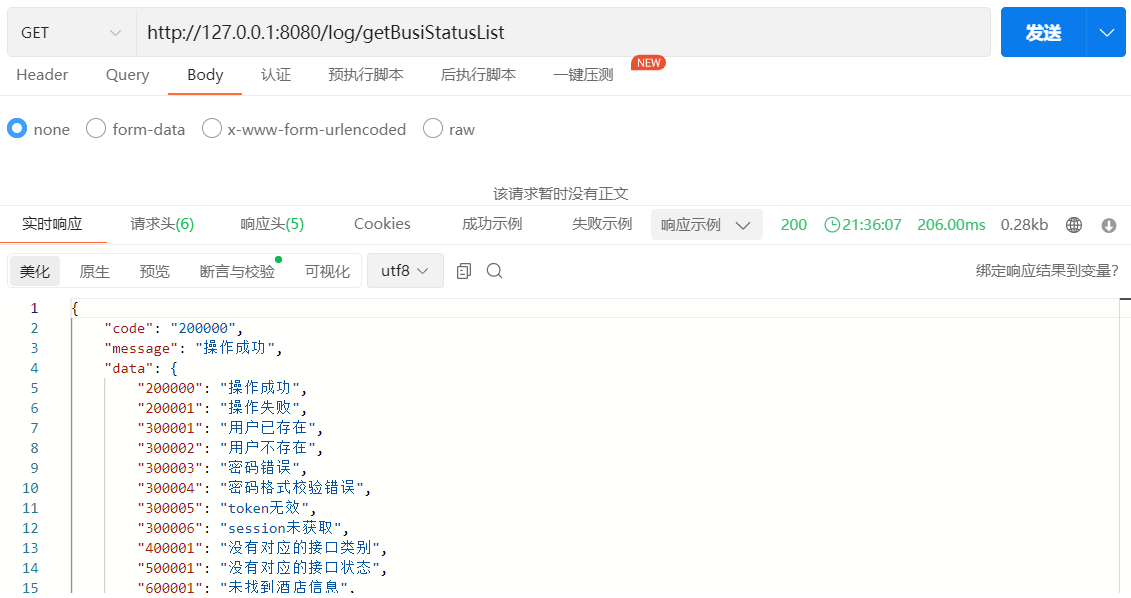 GET http://127.0.0.1:8080/log/getBusiStatusList 发送
NEW
Header Query Body 认证 预执行脚本 后执行脚本 一键压测
none form-data x-www-form-urlencoded raw
该请求暂时没有正文
实时响应 请求头(6) 响应头(5) Cookies 成功示例 失败示例 响应示例 200 21:36:07 206.00ms 0.28kb
美化 原生 预览 断言与校验 可视化 utf8 绑定响应结果到变量?
1 {
2 "code": "200000",
3 "message": "操作成功",
4 "data": {
5 "200000": "操作成功",
6 "200001": "操作失败",
7 "300001": "用户已存在",
8 "300002": "用户不存在",
9 "300003": "密码错误",
10 "300004": "密码格式校验错误",
11 "300005": "token无效",
12 "300006": "session未获取",
13 "400001": "没有对应的接口类别",
14 "500001": "没有对应的接口状态",
15 "600001": "未找到酒店信息",